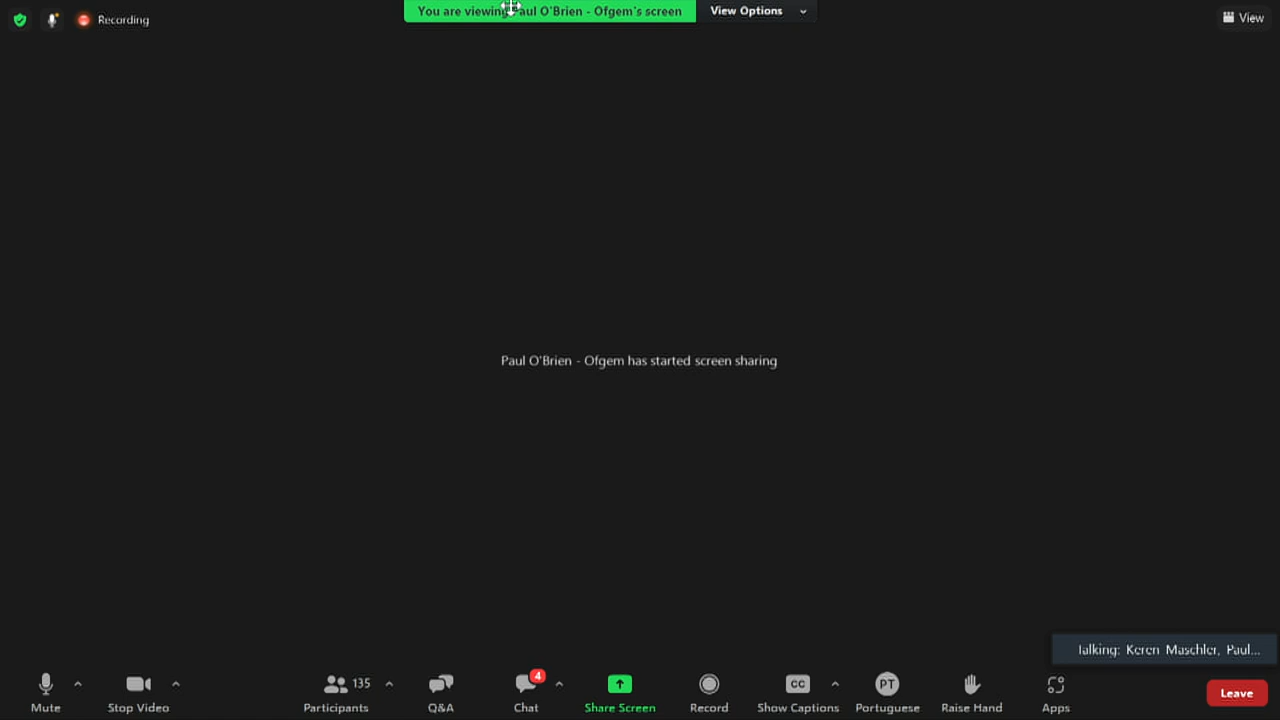 Recording
You are viewing Paul O'Brien - Ofgem's screen
View Options
View
Paul O'Brien - Ofgem has started screen sharing
Talking: Keren Maschler, Paul...
Mute
Stop Video
135
Participants
Q&A
4
Chat
Share Screen
Record
CC
Show Captions
PT
Portuguese
Raise Hand
Apps
Leave